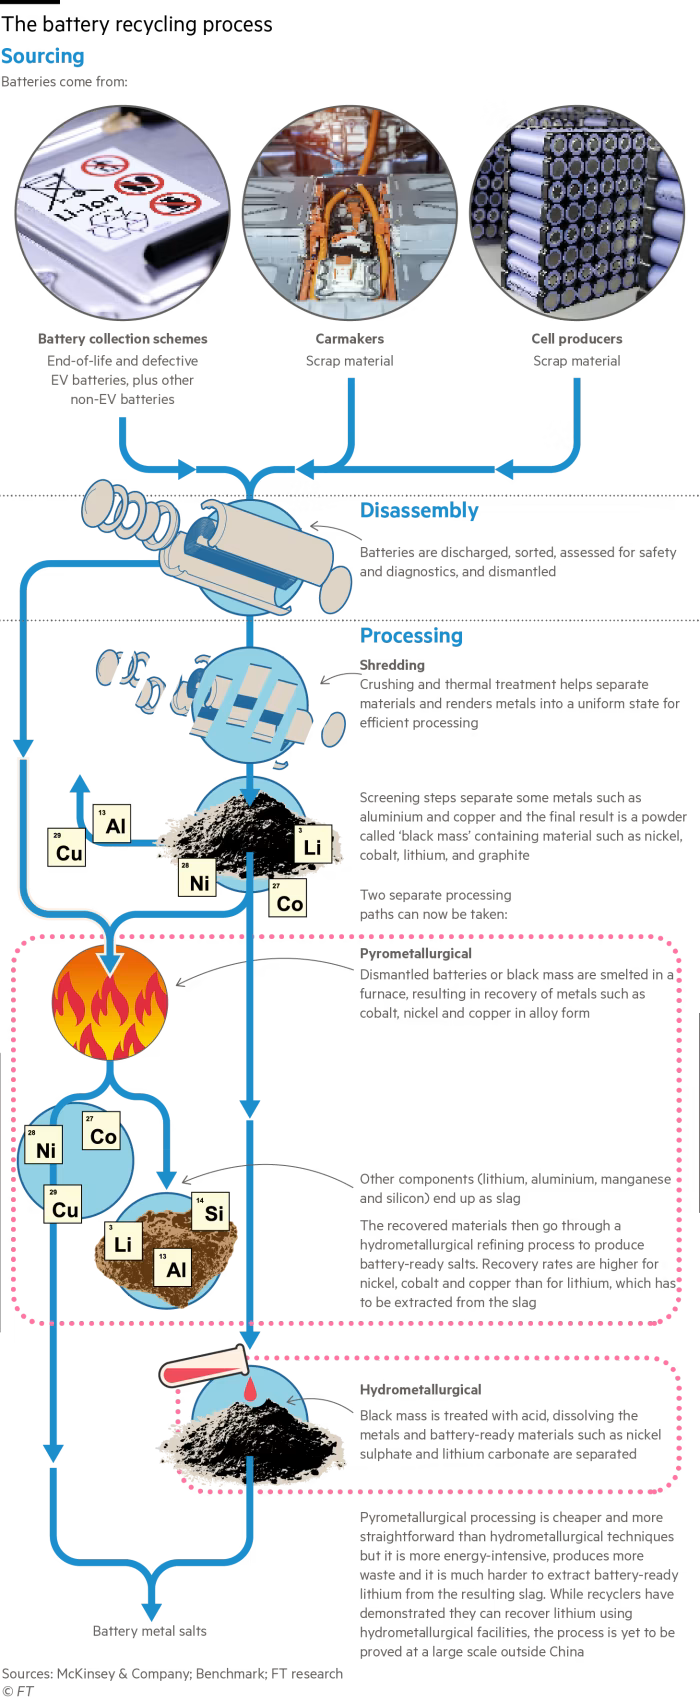 The battery recycling process
Sourcing
Batteries come from:
Li-Ion
Battery collection schemes
End-of-life and defective
EV batteries, plus other
non-EV batteries
Carmakers
Scrap material
Cell producers
Scrap material
Disassembly
Batteries are discharged, sorted, assessed for safety
and diagnostics, and dismantled
Processing
Shredding
Crushing and thermal treatment helps separate
materials and renders metals into a uniform state for
efficient processing
13
Al
29
Cu
3
Li
28
Ni
27
Co
Screening steps separate some metals such as
aluminium and copper and the final result is a powder
called ‘black mass’ containing material such as nickel,
cobalt, lithium, and graphite
Two separate processing
paths can now be taken:
Pyrometallurgical
Dismantled batteries or black mass are smelted in a
furnace, resulting in recovery of metals such as
cobalt, nickel and copper in alloy form
27
Co
28
Ni
29
Cu
14
Si
3
Li
13
Al
Other components (lithium, aluminium, manganese
and silicon) end up as slag
The recovered materials then go through a
hydrometallurgical refining process to produce
battery-ready salts. Recovery rates are higher for
nickel, cobalt and copper than for lithium, which has
to be extracted from the slag
Hydrometallurgical
Black mass is treated with acid, dissolving the
metals and battery-ready materials such as nickel
sulphate and lithium carbonate are separated
Pyrometallurgical processing is cheaper and more
straightforward than hydrometallurgical techniques
but it is more energy-intensive, produces more
waste and it is much harder to extract battery-ready
lithium from the resulting slag. While recyclers have
demonstrated they can recover lithium using
hydrometallurgical facilities, the process is yet to be
proved at a large scale outside China
Battery metal salts
Sources: McKinsey & Company; Benchmark; FT research
© FT